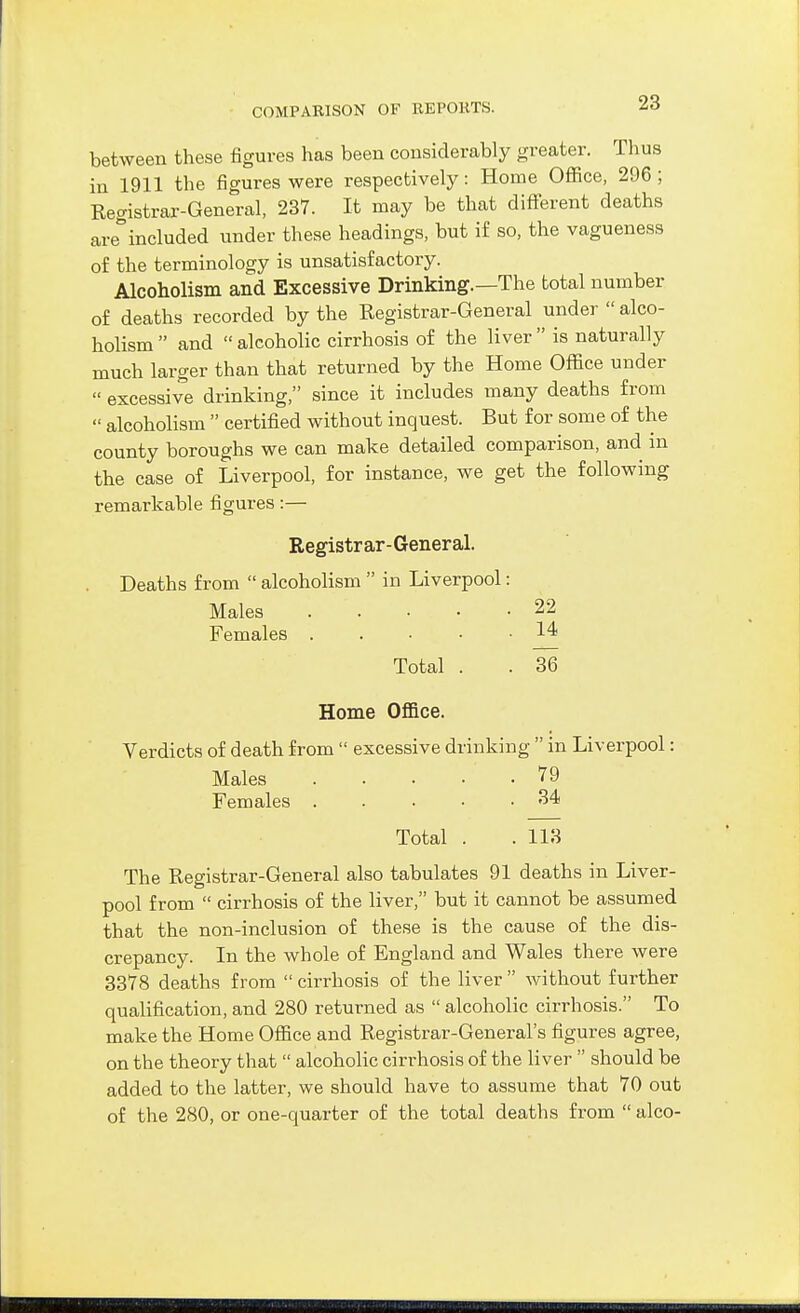 COMPARISON OF REPORTS. 23
between these figures has been considerably greater. Thus
in 1911 the figures were respectively: Home Office, 296;
Registrar-General, 237. It may be that different deaths
are included under these headings, but if so, the vagueness
of the terminology is unsatisfactory.
Alcoholism and Excessive Drinking.—The total number
of deaths recorded by the Registrar-General under “alco-
holism” and “alcoholic cirrhosis of the liver” is naturally
much larger than that returned by the Home Office under
“excessive drinking,” since it includes many deaths from
“alcoholism” certified without inquest. But for some of the
county boroughs we can make detailed comparison, and in
the case of Liverpool, for instance, we get the following
remarkable figures:—
Registrar-General.
Deaths from “alcoholism” in Liverpool:
Males . . . . . 22
Females . . . . . 14
Total . . 36
Home Office.
Verdicts of death from “excessive drinking” in Liverpool:
Males . . . . . 79
Females . . . . . 34
Total . . 113
The Registrar-General also tabulates 91 deaths in Liver-
pool from “cirrhosis of the liver,” but it cannot be assumed
that the non-inclusion of these is the cause of the dis-
crepancy. In the whole of England and Wales there were
3378 deaths from “cirrhosis of the liver” without further
qualification, and 280 returned as “alcoholic cirrhosis.” To
make the Home Office and Registrar-General’s figures agree,
on the theory that “alcoholic cirrhosis of the liver” should be
added to the latter, we should have to assume that 70 out
of the 280, or one-quarter of the total deaths from “alco-